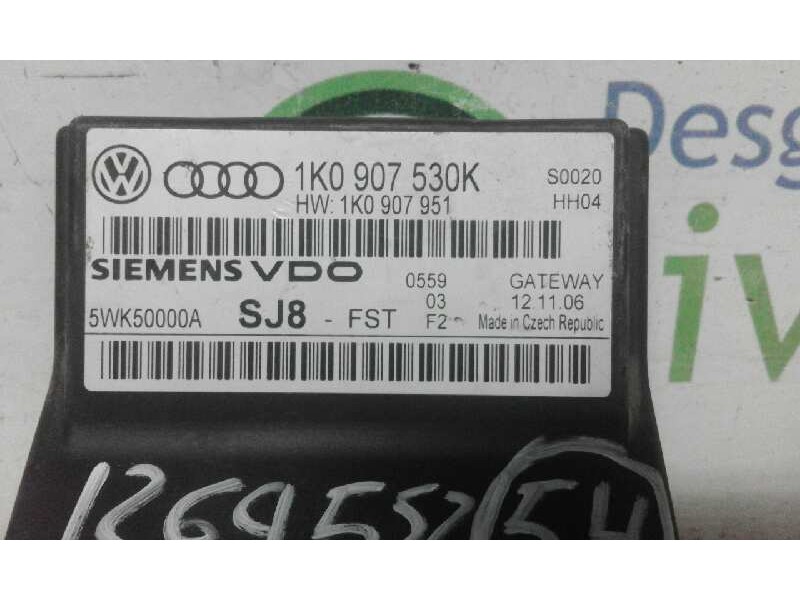 1K0 907 530K
S0020
HW: 1K0 907 951
HH04
SIEMENS VDO
0559
GATEWAY
03
12.11.06
5WK50000A SJ8 - FST
F2
Made in Czech Republic
Desg
iv
54